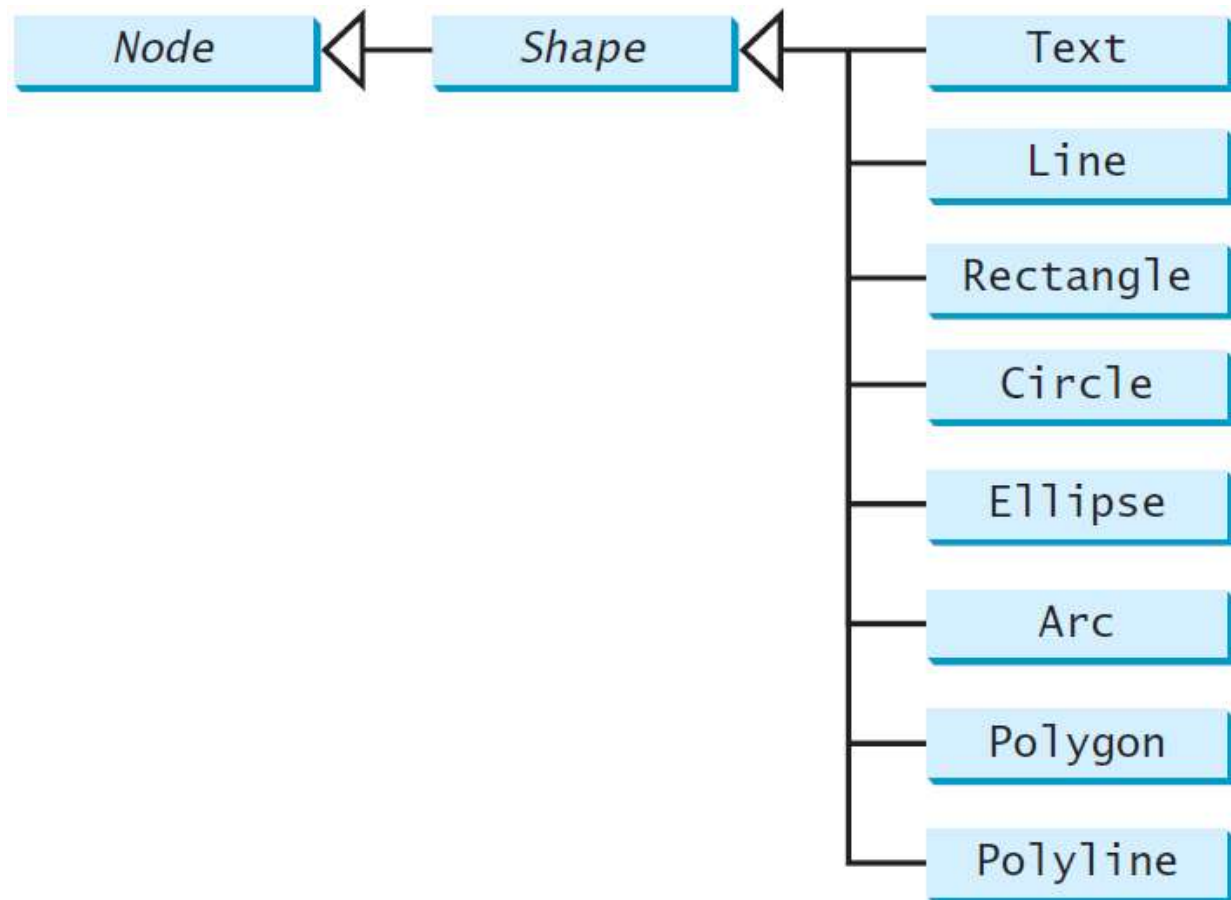 Node
Shape
Text
Line
Rectangle
Circle
Ellipse
Arc
Polygon
Polyline